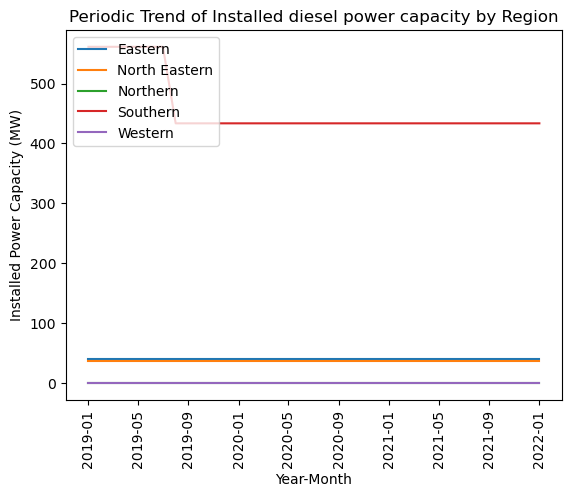 Periodic Trend of Installed diesel power capacity by Region
Installed Power Capacity (MW)
500
400
300
200
100
0
Eastern
North Eastern
Northern
Southern
Western
2019-01
2019-05
2019-09
2020-01
2020-05
2020-09
2021-01
2021-05
2021-09
2022-01
Year-Month